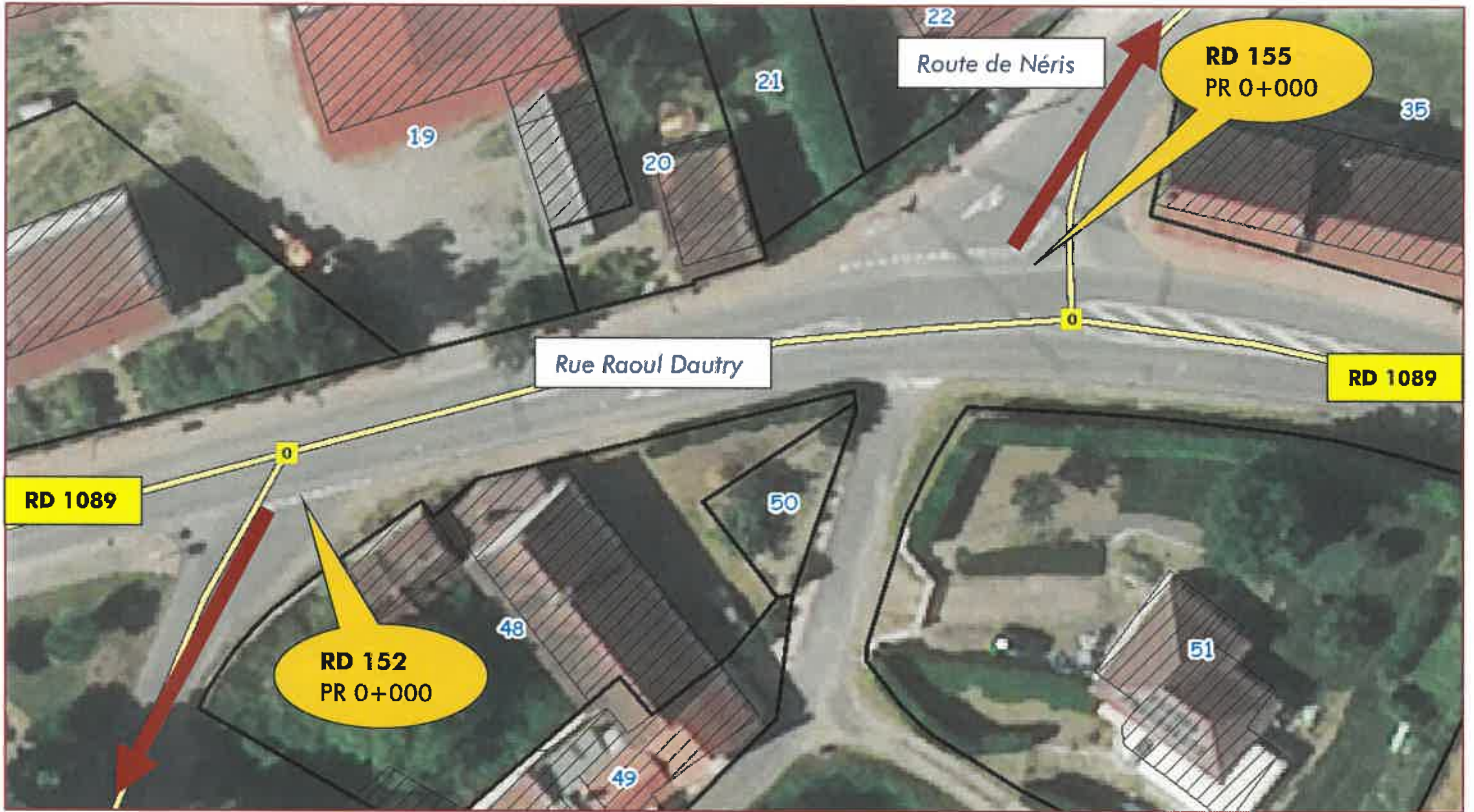 22
Route de Néris
RD 155
PR 0+000
21
35
19
20
0
Rue Raoul Dautry
RD 1089
0
RD 1089
50
48
RD 152
PR 0+000
51
49